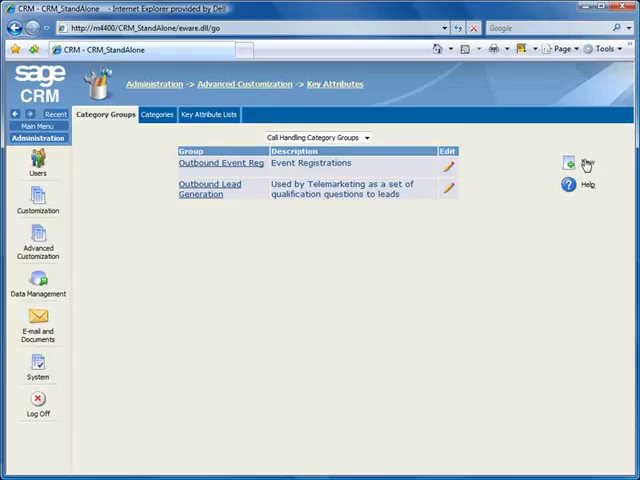 CRM - CRM_StandAlone - Internet Explorer provided by Dell
http://m4400/CRM_StandAlone/eware.dll/go
Google
CRM - CRM_StandAlone
Page
Tools
sage
CRM
Administration -> Advanced Customization -> Key Attributes
Recent
Main Menu
Administration
Category Groups
Categories
Key Attribute Lists
Call Handling Category Groups
Group Description Edit
Outbound Event Reg Event Registrations
Outbound Lead Used by Telemarketing as a set of
Generation qualification questions to leads
New
Help
Users
Customization
Advanced
Customization
Data Management
E-mail and
Documents
System
Log Off